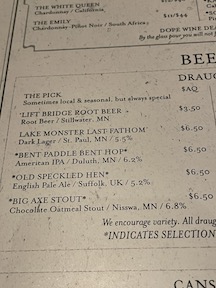 THE WHITE QUEEN
Chardonnay / California
THE EMILY
Chardonnay - Pinot Noir / South Africa
$11/$44
DOPE WINE DEA
By the glass pour you will not f
BEE
DRAUG
THE PICK $AQ
Sometimes local & seasonal, but always special
'LIFT BRIDGE ROOT BEER $3.50
Root Beer / Stillwater, MN
LAKE MONSTER LAST FATHOM' $6.50
Dark Lager / St. Paul, MN / 5.5%
*BENT PADDLE BENT HOP* $6.50
American IPA / Duluth, MN / 6.2%
*OLD SPECKLED HEN* $6.50
English Pale Ale / Suffolk, UK / 5.2%
*BIG AXE STOUT* $6.50
Chocolate Oatmeal Stout / Nisswa, MN / 6.8%
We encourage variety. All draug
*INDICATES SELECTION
CANS